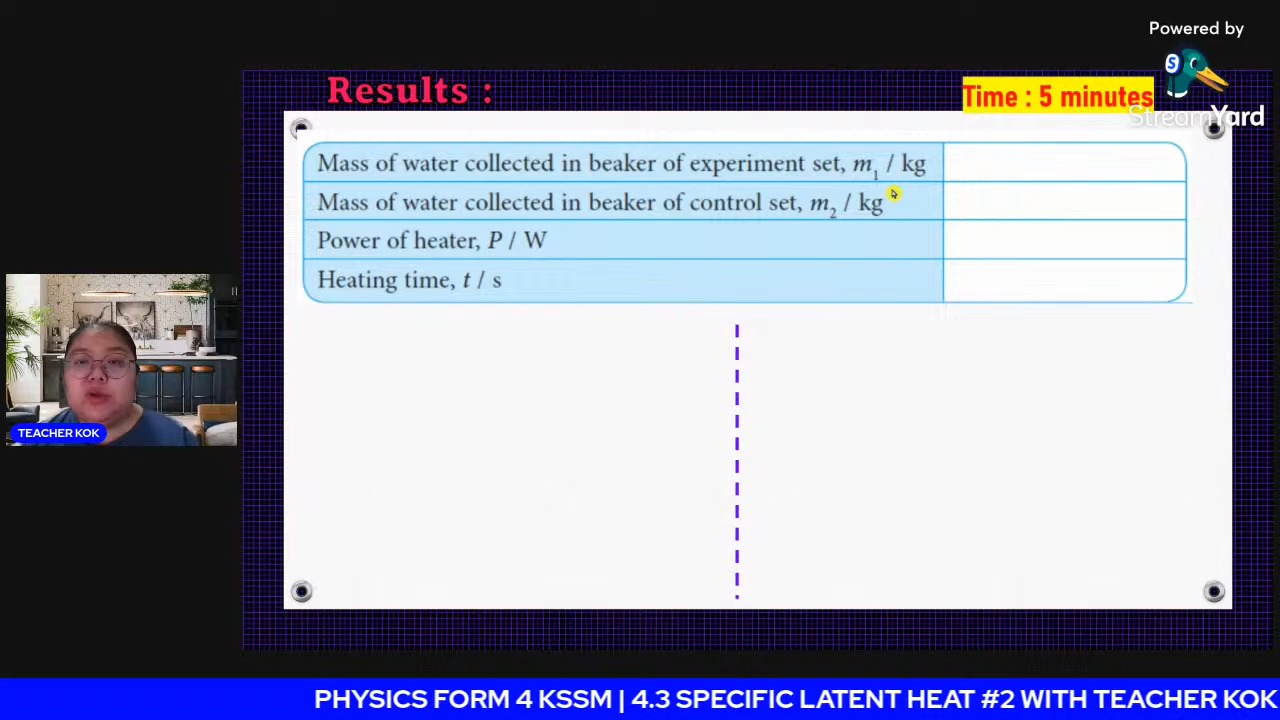 Powered by
StreamYard
Results :
Time : 5 minutes
Mass of water collected in beaker of experiment set, m₁ / kg
Mass of water collected in beaker of control set, m₂ / kg
Power of heater, P / W
Heating time, t / s
TEACHER KOK
PHYSICS FORM 4 KSSM | 4.3 SPECIFIC LATENT HEAT #2 WITH TEACHER KOK